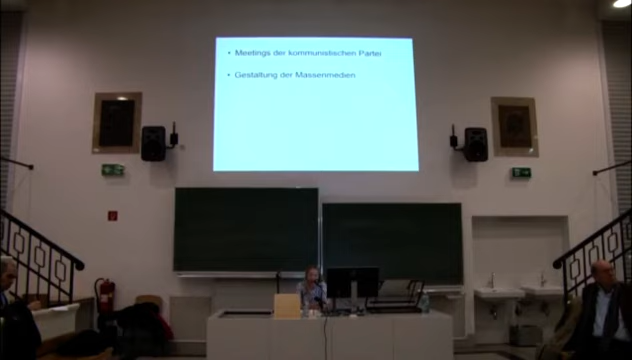 • Meetings der kommunistischen Partei
• Gestaltung der Massenmedien